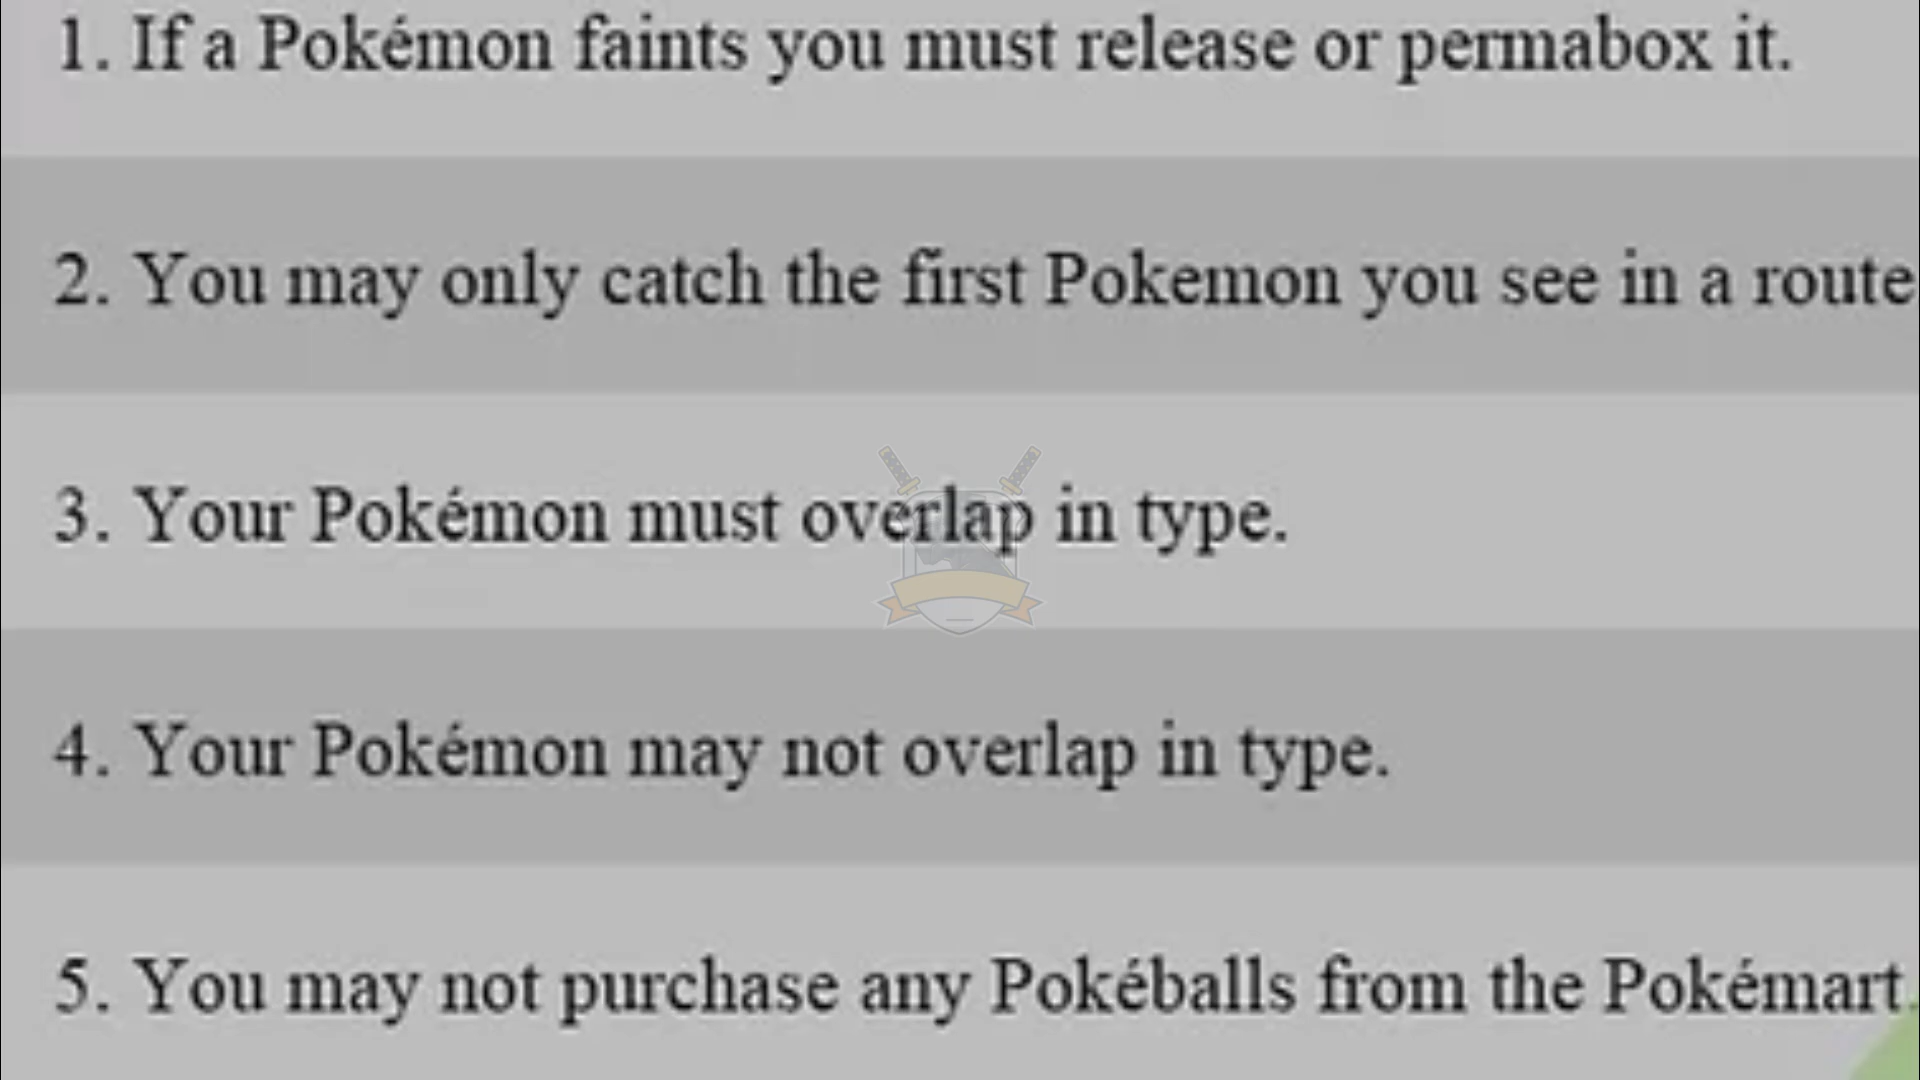 1. If a Pokémon faints you must release or permabox it.
2. You may only catch the first Pokemon you see in a route
3. Your Pokémon must overlap in type.
4. Your Pokémon may not overlap in type.
5. You may not purchase any Pokéballs from the Pokémart.